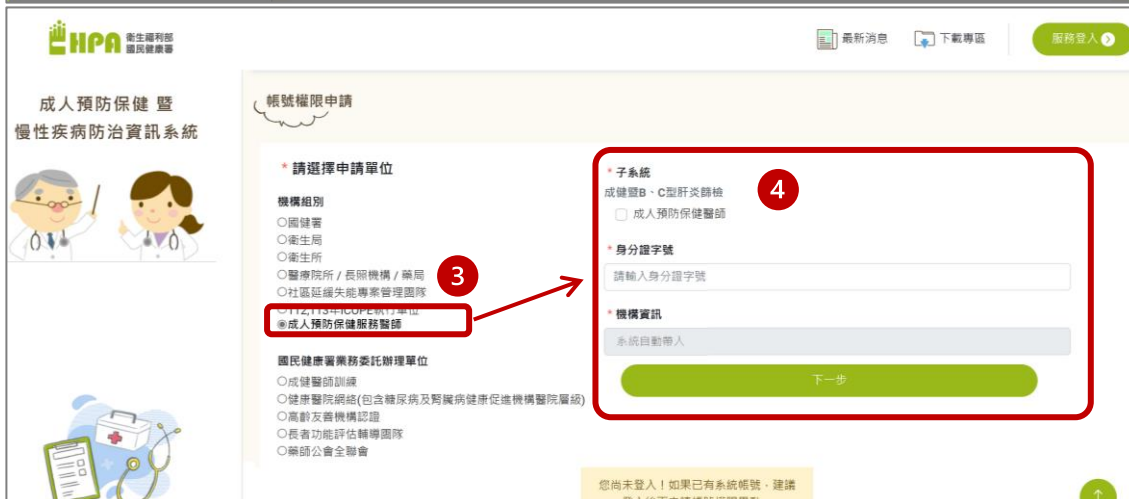 HPA 衛生福利部
國民健康署
最新消息
下載專區
服務登入
成人預防保健 暨
慢性疾病防治資訊系統
帳號權限申請
* 請選擇申請單位
機構組別
○國健署
○衛生局
○衛生所
○醫療院所 / 長照機構 / 藥局
○社區延緩失能專案管理團隊
○112,113年ICOPE執行單位
◉成人預防保健服務醫師
國民健康署業務委託辦理單位
○成健醫師訓練
○健康醫院網絡(包含糖尿病及腎臟病健康促進機構醫院層級)
○高齡友善機構認證
○長者功能評估輔導團隊
○藥師公會全聯會
3
* 子系統
成健暨B、C型肝炎篩檢
4
成人預防保健醫師
* 身分證字號
請輸入身分證字號
* 機構資訊
系統自動帶入
下一步
您尚未登入！如果已有系統帳號，建議